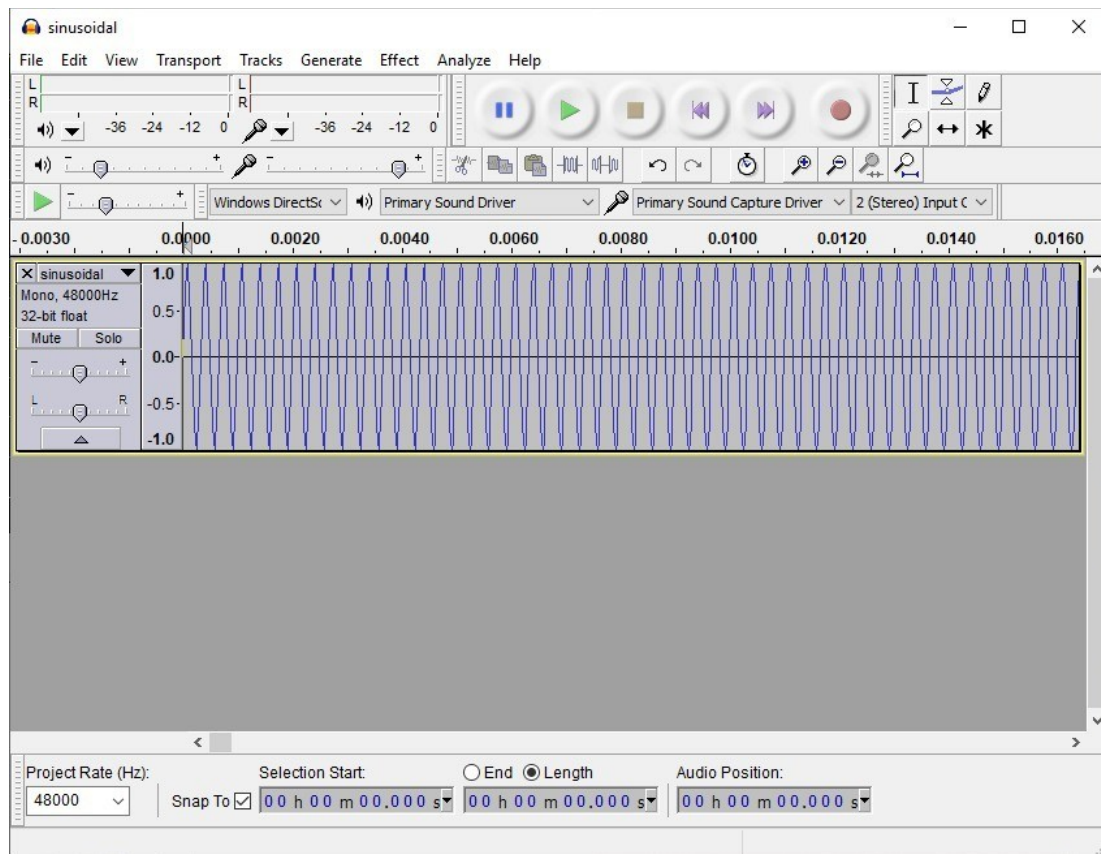 sinusoidal
File Edit View Transport Tracks Generate Effect Analyze Help
L L
R R
-36 -24 -12 0 -36 -24 -12 0
- + - +
- + Windows DirectSc Primary Sound Driver Primary Sound Capture Driver 2 (Stereo) Input C
- 0.0030 0.0000 0.0020 0.0040 0.0060 0.0080 0.0100 0.0120 0.0140 0.0160
X sinusoidal 1.0
Mono, 48000Hz
32-bit float 0.5-
Mute Solo
- + 0.0-
L R -0.5-
-1.0
Project Rate (Hz): Selection Start: End Length Audio Position:
48000 Snap To 00 h 00 m 00.000 s 00 h 00 m 00.000 s 00 h 00 m 00.000 s